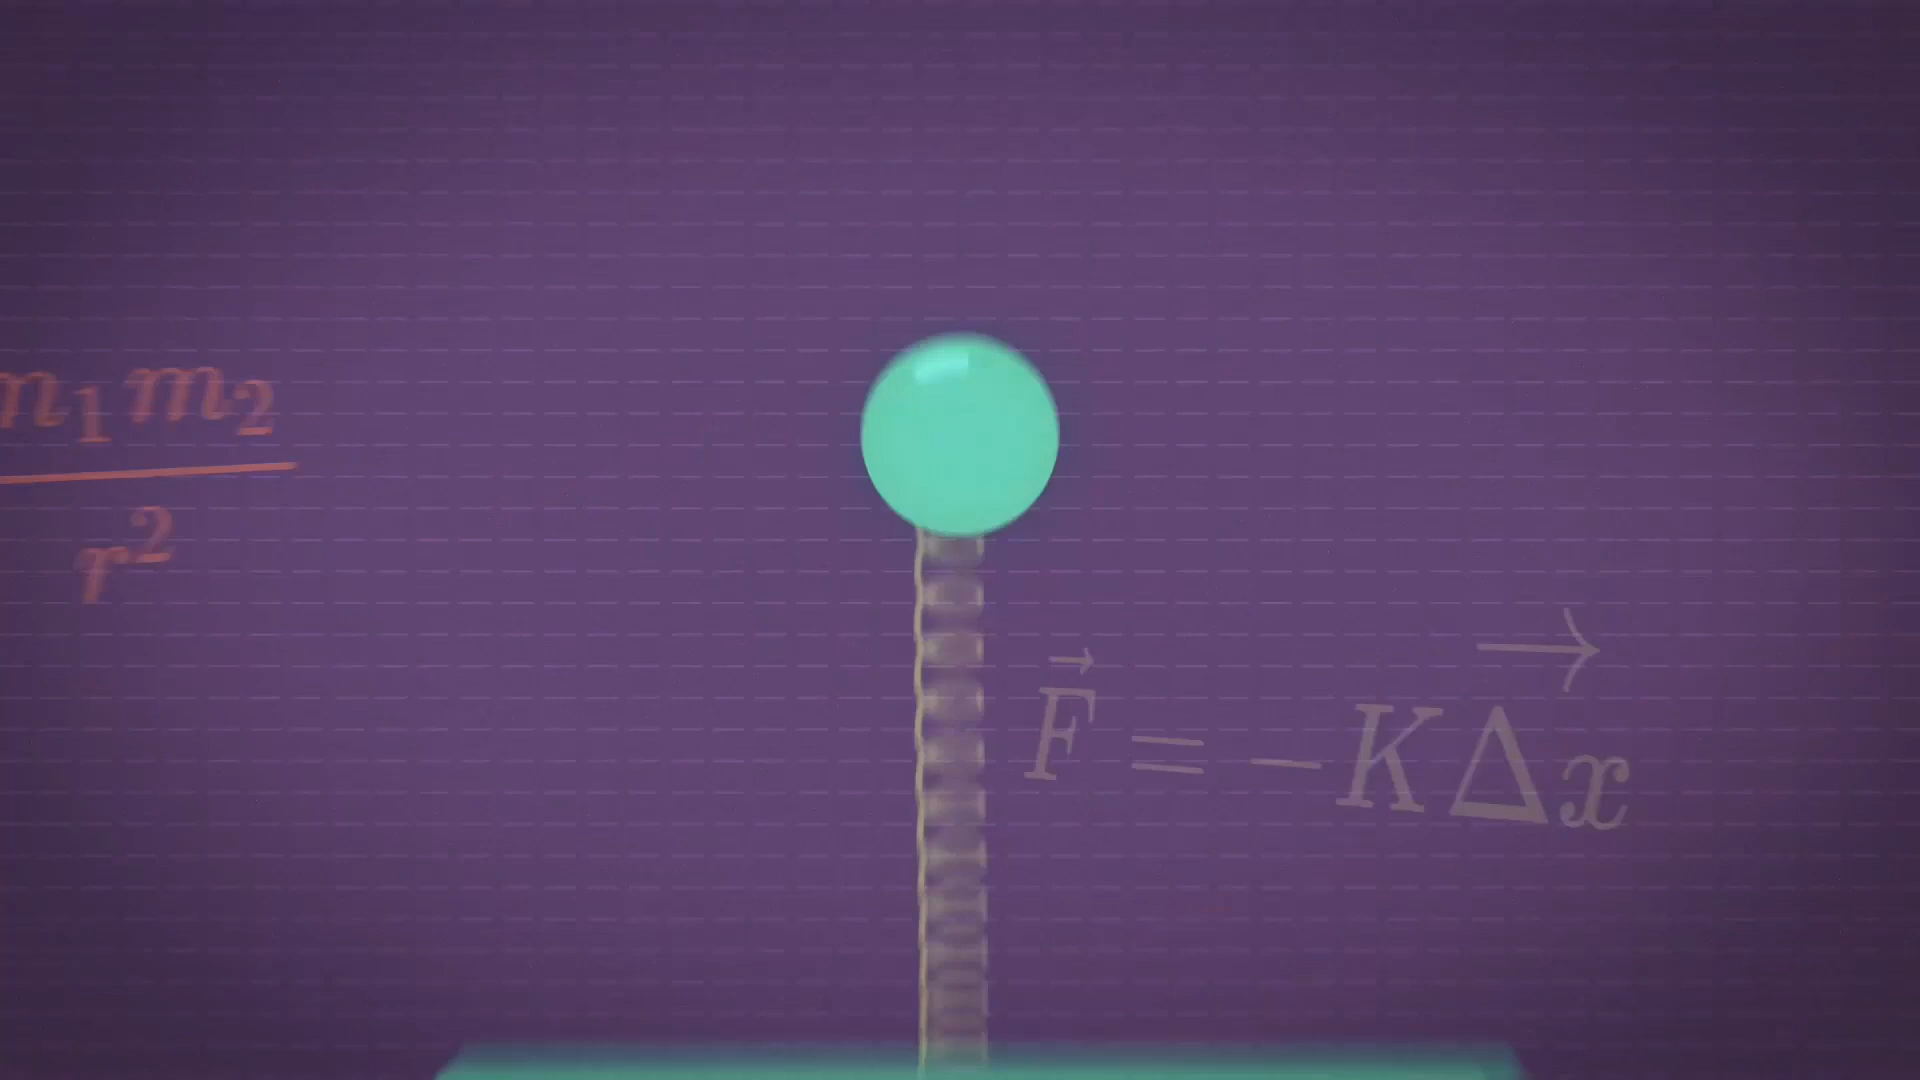 m₁m₂
r²
F⃗ = −KΔx⃗